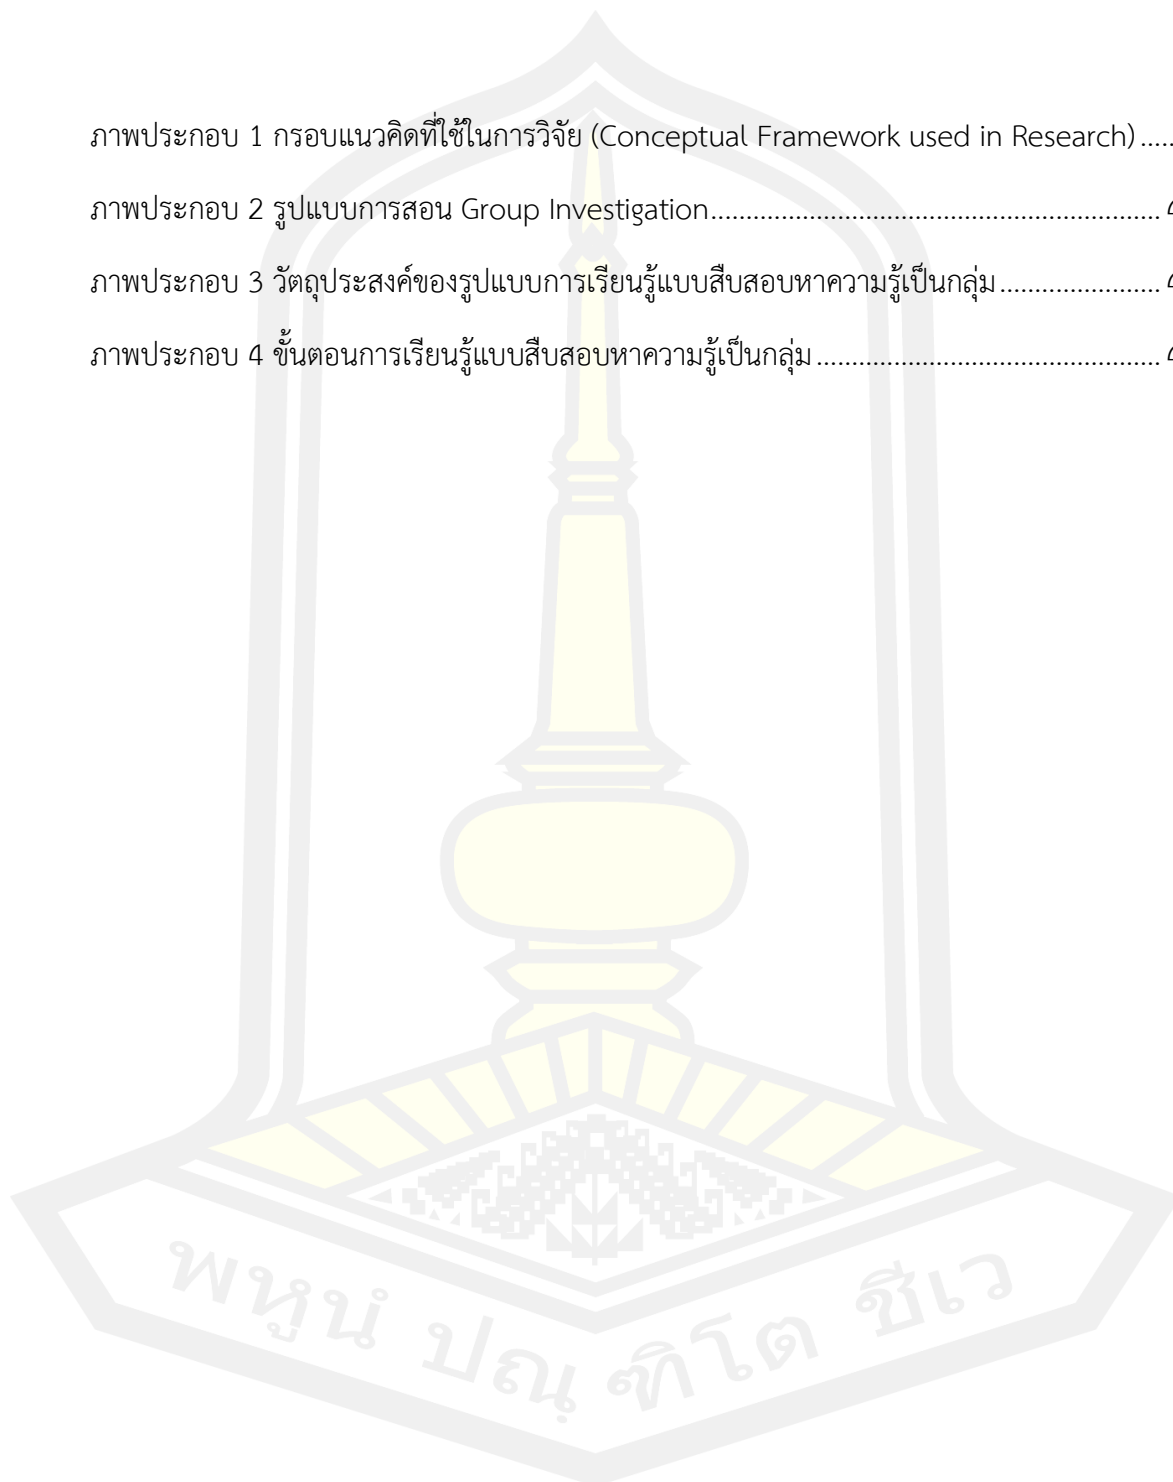 ภาพประกอบ 1 กรอบแนวคิดที่ใช้ในการวิจัย (Conceptual Framework used in Research) .....
ภาพประกอบ 2 รูปแบบการสอน Group Investigation...............................................................
ภาพประกอบ 3 วัตถุประสงค์ของรูปแบบการเรียนรู้แบบสืบสอบหาความรู้เป็นกลุ่ม.......................
ภาพประกอบ 4 ขั้นตอนการเรียนรู้แบบสืบสอบหาความรู้เป็นกลุ่ม................................................
พหูนํ ปณฺฑิโต ชีเว